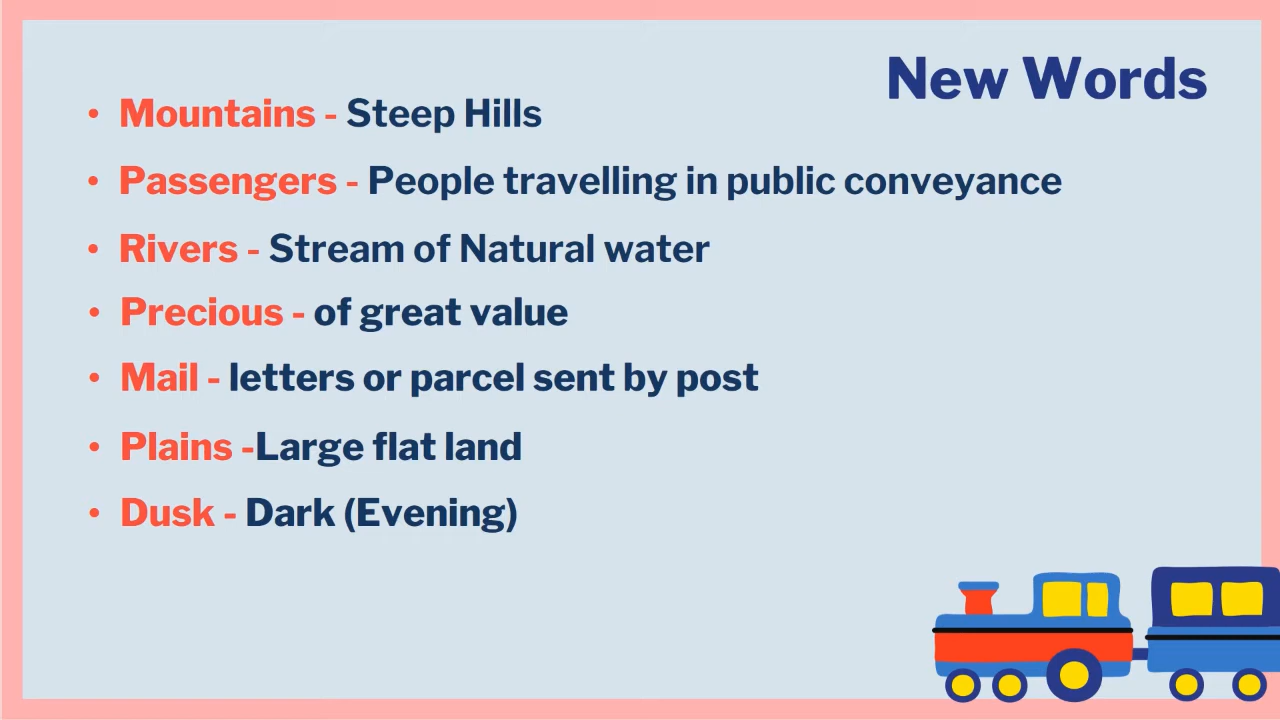 New Words
• Mountains - Steep Hills
• Passengers - People travelling in public conveyance
• Rivers - Stream of Natural water
• Precious - of great value
• Mail - letters or parcel sent by post
• Plains -Large flat land
• Dusk - Dark (Evening)